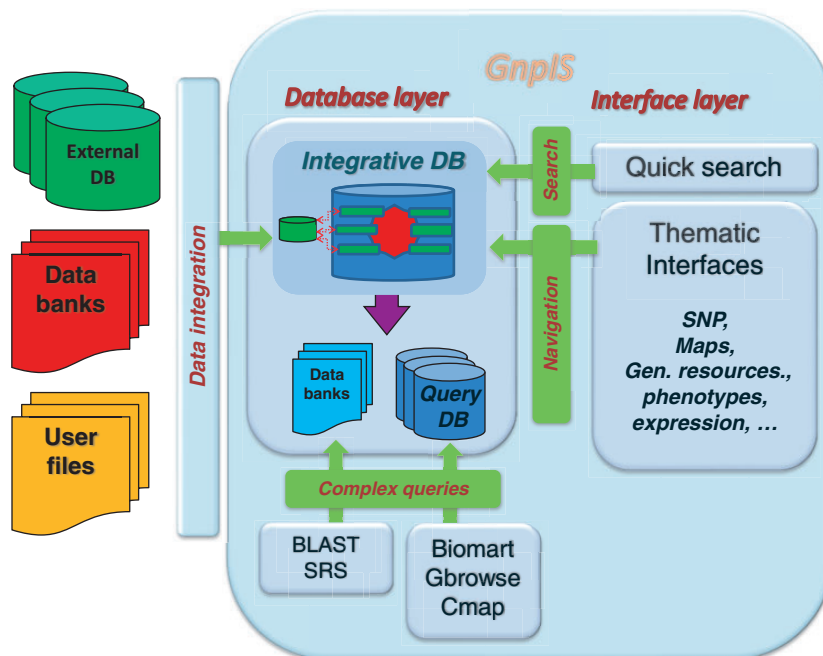 GnpIS
Database layer
Interface layer
External
DB
Integrative DB
Search
Quick search
Data
banks
Data integration
Navigation
Thematic
Interfaces
SNP,
Maps,
Gen. resources.,
phenotypes,
expression, ...
Data
banks
Query
DB
User
files
Complex queries
BLAST
SRS
Biomart
Gbrowse
Cmap